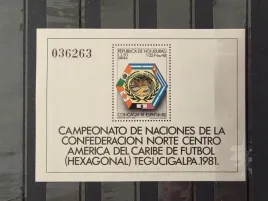 036263
REPUBLICA DE HONDURAS
CAMPEONATO DE NACIONES DE LA
CONFEDERACION NORTE CENTRO
AMERICA DEL CARIBE DE FUTBOL
(HEXAGONAL) TEGUCIGALPA.1981.